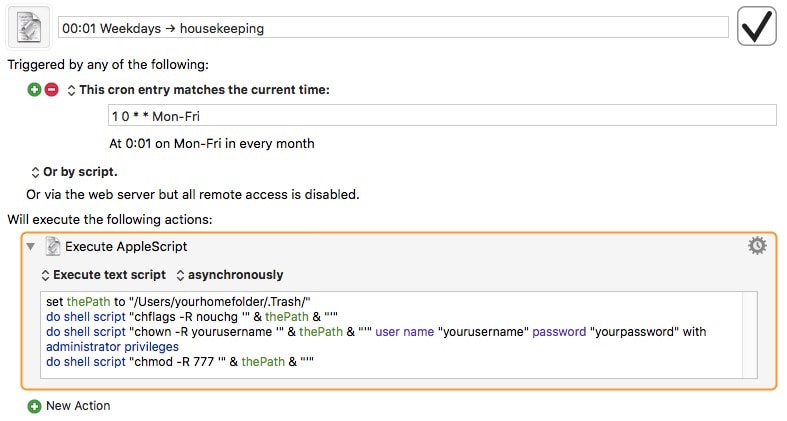 00:01 Weekdays → housekeeping
Triggered by any of the following:
This cron entry matches the current time:
1 0 * * Mon-Fri
At 0:01 on Mon-Fri in every month
Or by script.
Or via the web server but all remote access is disabled.
Will execute the following actions:
Execute AppleScript
Execute text script asynchronously
set thePath to "/Users/yourhomefolder/.Trash/"
do shell script "chflags -R nouchg '" & thePath & "'"
do shell script "chown -R yourusername '" & thePath & "'" user name "yourusername" password "yourpassword" with
administrator privileges
do shell script "chmod -R 777 '" & thePath & "'"
New Action